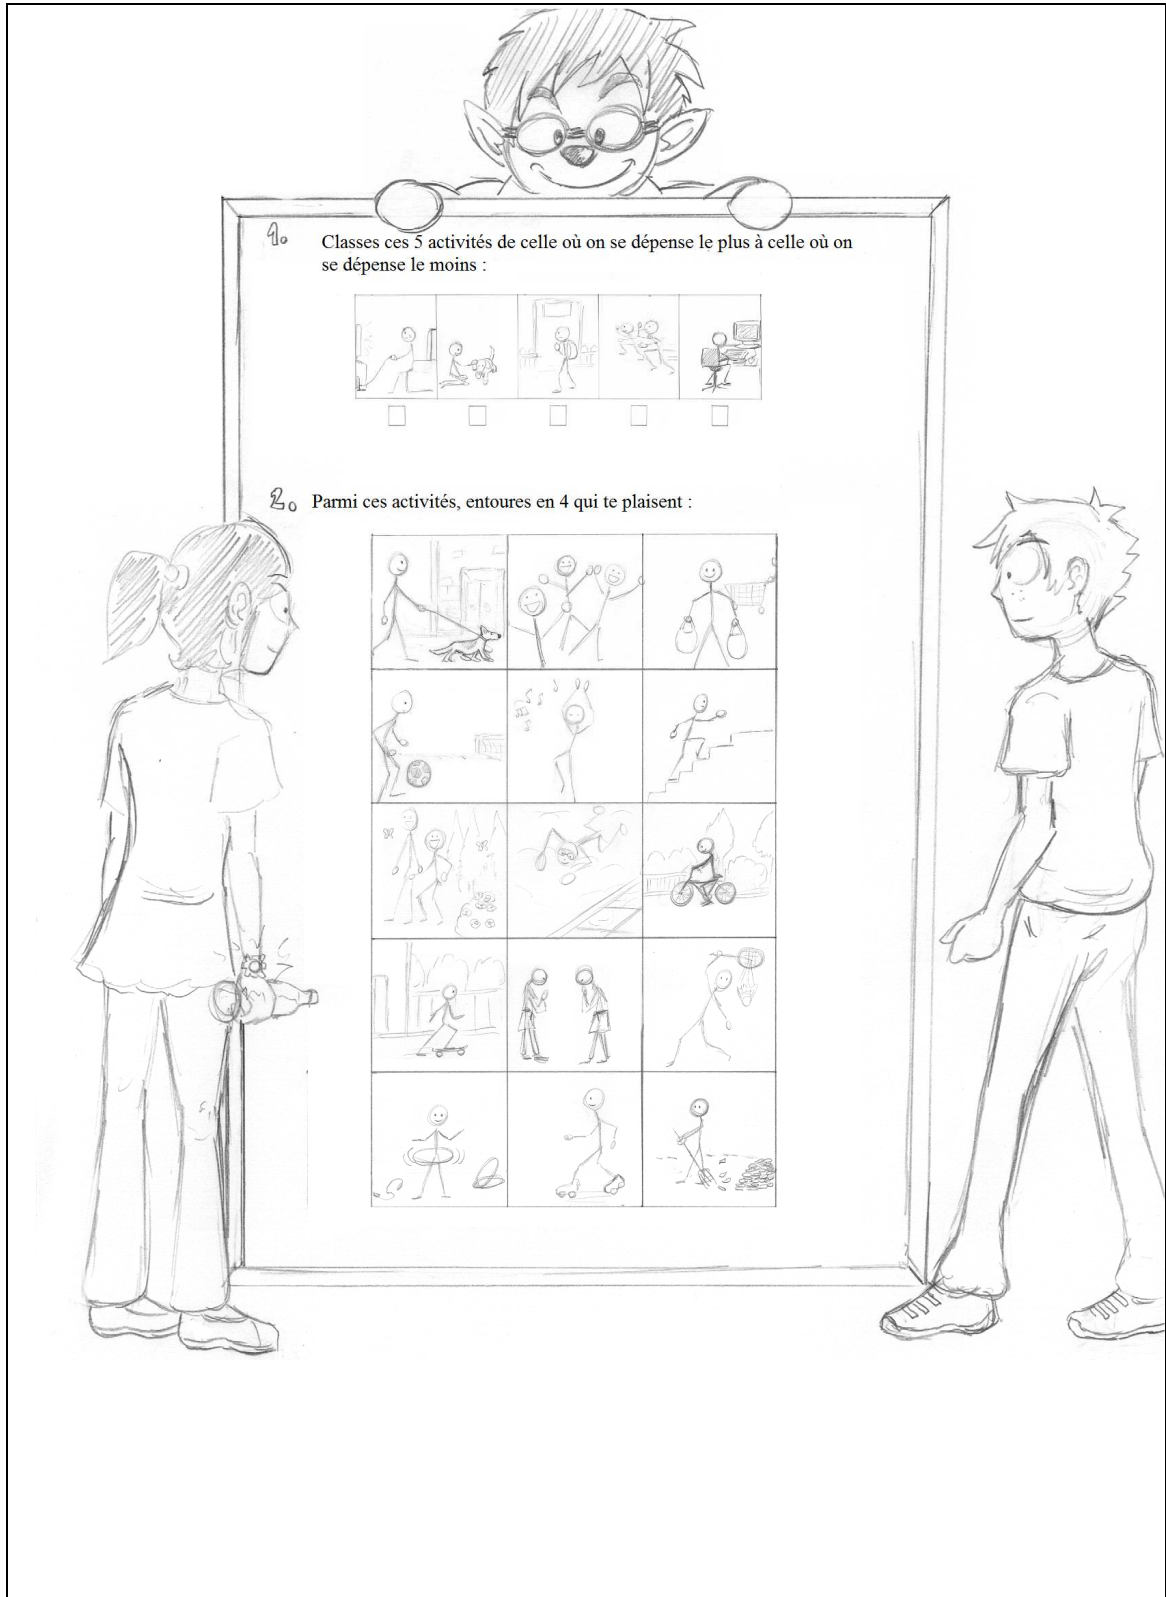 1. Classes ces 5 activités de celle où on se dépense le plus à celle où on
se dépense le moins :
2. Parmi ces activités, entoures en 4 qui te plaisent :